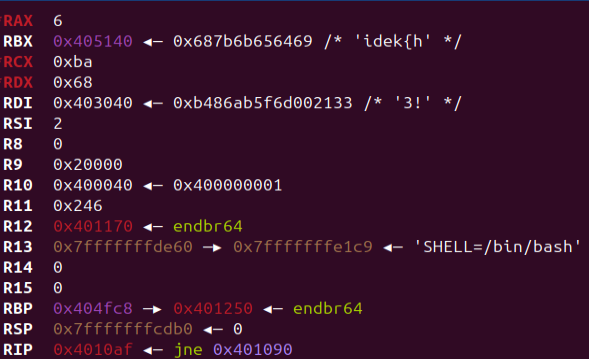 RAX 6
RBX 0x405140 ◂— 0x687b6b656469 /* 'idek{h' */
RCX 0xba
RDX 0x68
RDI 0x403040 ◂— 0xb486ab5f6d002133 /* '3!' */
RSI 2
R8 0
R9 0x20000
R10 0x400040 ◂— 0x400000001
R11 0x246
R12 0x401170 ◂— endbr64
R13 0x7fffffffde60 —▸ 0x7fffffffe1c9 ◂— 'SHELL=/bin/bash'
R14 0
R15 0
RBP 0x404fc8 —▸ 0x401250 ◂— endbr64
RSP 0x7fffffffcdb0 ◂— 0
RIP 0x4010af ◂— jne 0x401090